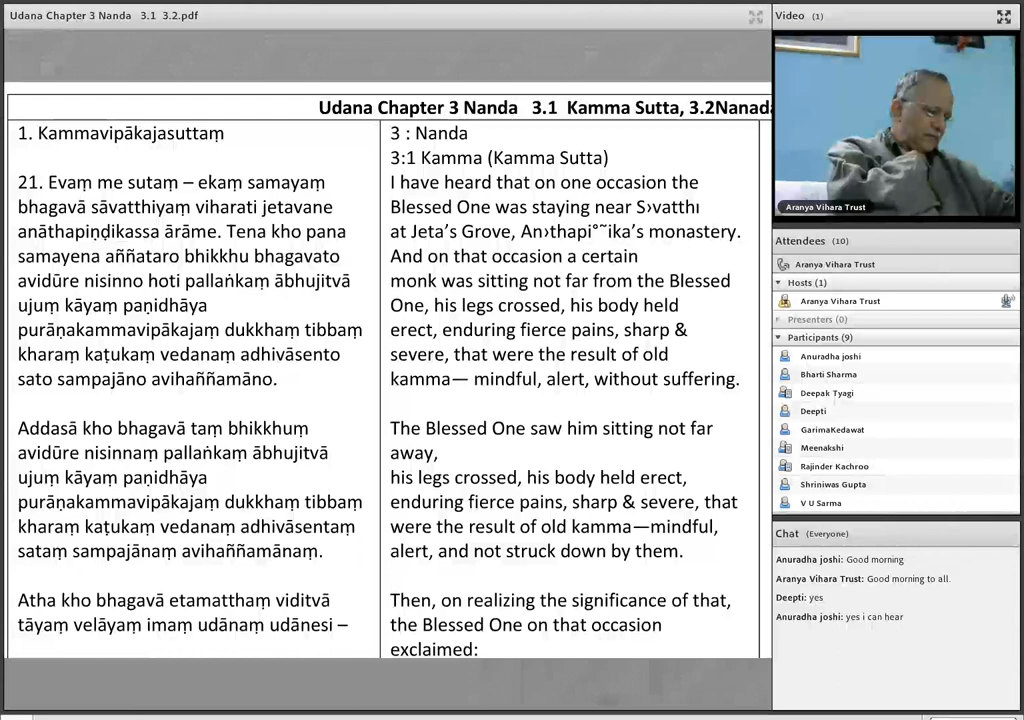 Udana Chapter 3 Nanda 3.1 3.2.pdf
Udana Chapter 3 Nanda 3.1 Kamma Sutta, 3.2Nanada
1. Kammavipākajasuttaṃ
21. Evaṃ me sutaṃ – ekaṃ samayaṃ
bhagavā sāvatthiyaṃ viharati jetavane
anāthapiṇḍikassa ārāme. Tena kho pana
samayena aññataro bhikkhu bhagavato
avidūre nisinno hoti pallaṅkaṃ ābhujitvā
ujuṃ kāyaṃ paṇidhāya
purāṇakammavipākajaṃ dukkhaṃ tibbaṃ
kharaṃ kaṭukaṃ vedanaṃ adhivāsento
sato sampajāno avihaññamāno.
Addasā kho bhagavā taṃ bhikkhuṃ
avidūre nisinnaṃ pallaṅkaṃ ābhujitvā
ujuṃ kāyaṃ paṇidhāya
purāṇakammavipākajaṃ dukkhaṃ tibbaṃ
kharaṃ kaṭukaṃ vedanaṃ adhivāsentaṃ
sataṃ sampajānaṃ avihaññamānaṃ.
Atha kho bhagavā etamatthaṃ viditvā
tāyaṃ velāyaṃ imaṃ udānaṃ udānesi –
3 : Nanda
3:1 Kamma (Kamma Sutta)
I have heard that on one occasion the
Blessed One was staying near S›vatthı
at Jeta’s Grove, An›thapi°˜ika’s monastery.
And on that occasion a certain
monk was sitting not far from the Blessed
One, his legs crossed, his body held
erect, enduring fierce pains, sharp &
severe, that were the result of old
kamma— mindful, alert, without suffering.
The Blessed One saw him sitting not far
away,
his legs crossed, his body held erect,
enduring fierce pains, sharp & severe, that
were the result of old kamma—mindful,
alert, and not struck down by them.
Then, on realizing the significance of that,
the Blessed One on that occasion
exclaimed:
Video (1)
Aranya Vihara Trust
Attendees (10)
Aranya Vihara Trust
Hosts (1)
Aranya Vihara Trust
Presenters (0)
Participants (9)
Anuradha joshi
Bharti Sharma
Deepak Tyagi
Deepti
GarimaKedawat
Meenakshi
Rajinder Kachroo
Shriniwas Gupta
V U Sarma
Chat (Everyone)
Anuradha joshi: Good morning
Aranya Vihara Trust: Good morning to all.
Deepti: yes
Anuradha joshi: yes i can hear